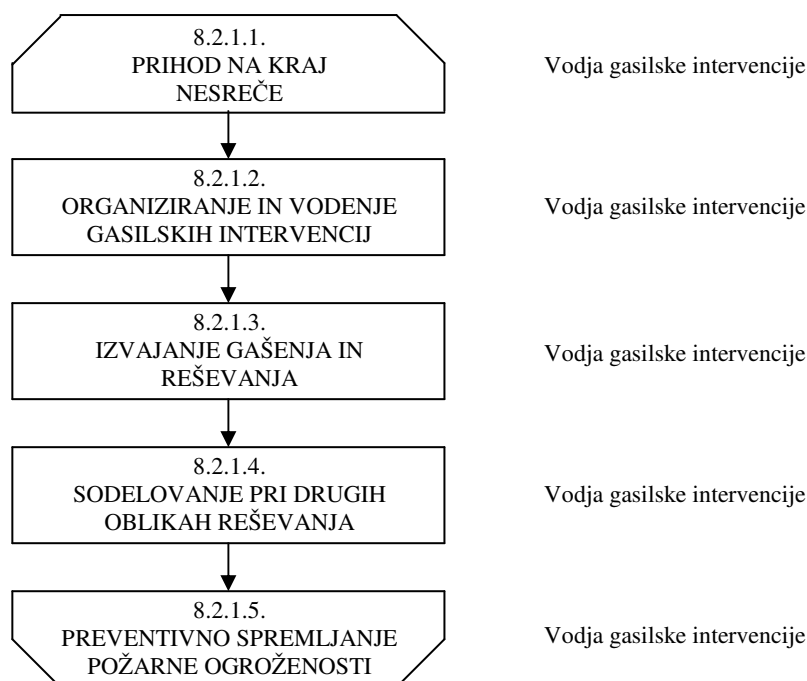 8.2.1.1.
PRIHOD NA KRAJ
NESREČE
Vodja gasilske intervencije
8.2.1.2.
ORGANIZIRANJE IN VODENJE
GASILSKIH INTERVENCIJ
Vodja gasilske intervencije
8.2.1.3.
IZVAJANJE GAŠENJA IN
REŠEVANJA
Vodja gasilske intervencije
8.2.1.4.
SODELOVANJE PRI DRUGIH
OBLIKAH REŠEVANJA
Vodja gasilske intervencije
8.2.1.5.
PREVENTIVNO SPREMLJANJE
POŽARNE OGROŽENOSTI
Vodja gasilske intervencije